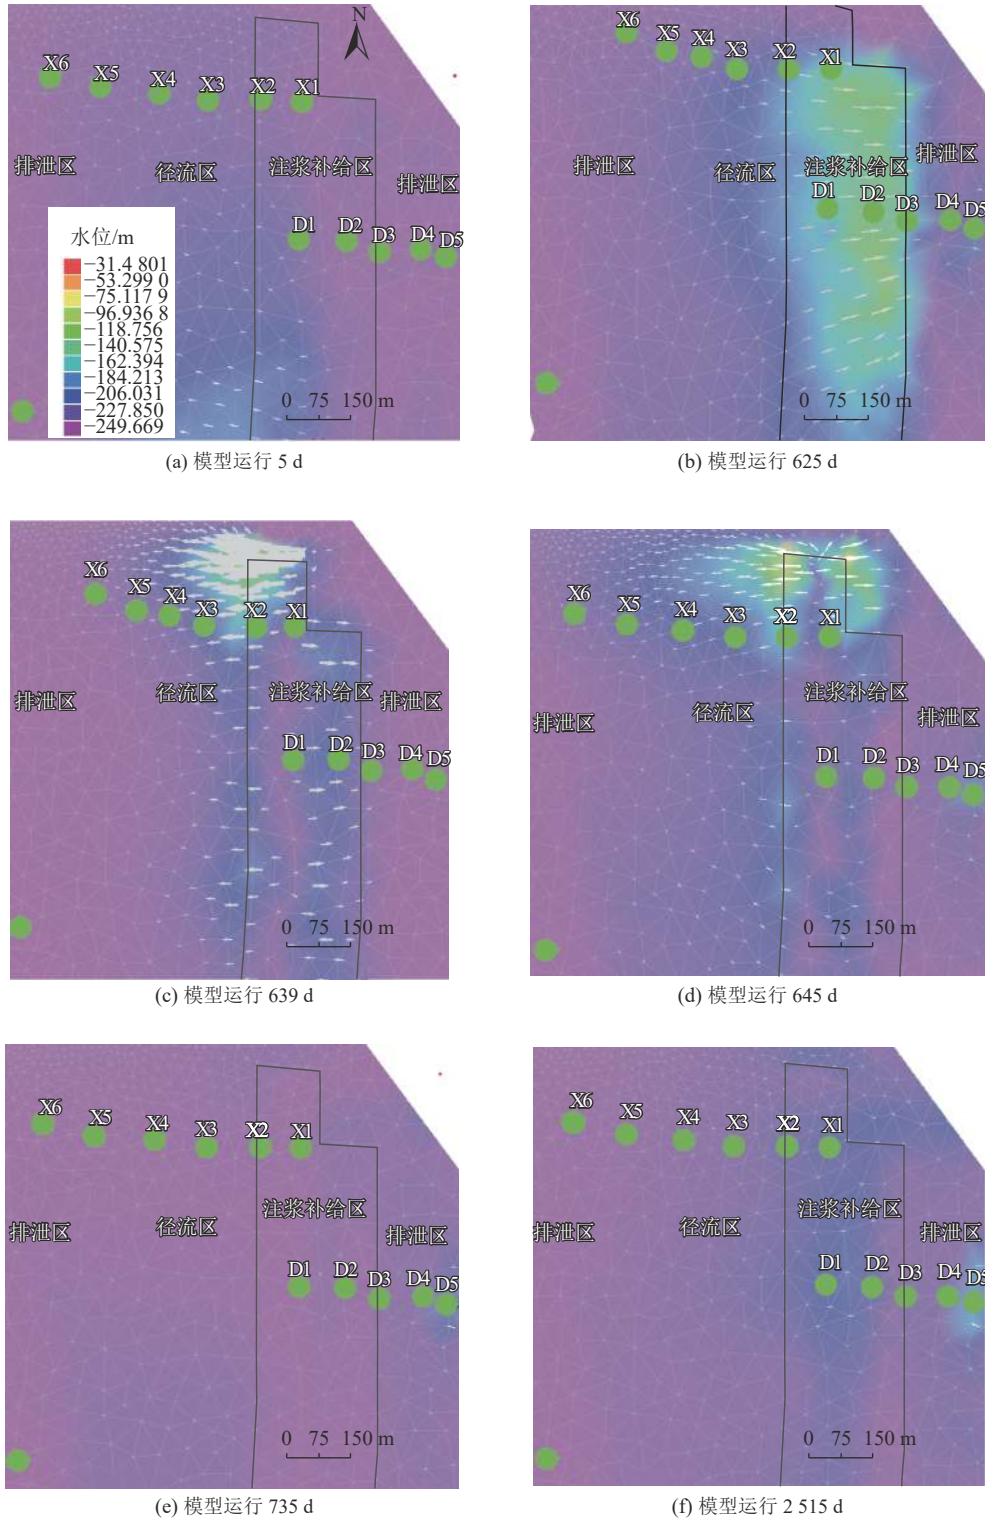 N
X6 X5 X4 X3 X2 X1
排泄区 径流区 注浆补给区 排泄区
D1 D2 D3 D4 D5
水位/m
−31.4 801
−53.299 0
−75.117 9
−96.936 8
−118.756
−140.575
−162.394
−184.213
−206.031
−227.850
−249.669
0 75 150 m
(a) 模型运行 5 d
X6 X5 X4 X3 X2 X1
排泄区 径流区 注浆补给区 排泄区
D1 D2 D3 D4 D5
0 75 150 m
(b) 模型运行 625 d
X6 X5 X4 X3 X2 X1
排泄区 径流区 注浆补给区 排泄区
D1 D2 D3 D4 D5
0 75 150 m
(c) 模型运行 639 d
X6 X5 X4 X3 X2 X1
排泄区 径流区 注浆补给区 排泄区
D1 D2 D3 D4 D5
0 75 150 m
(d) 模型运行 645 d
X6 X5 X4 X3 X2 X1
排泄区 径流区 注浆补给区 排泄区
D1 D2 D3 D4 D5
0 75 150 m
(e) 模型运行 735 d
X6 X5 X4 X3 X2 X1
排泄区 径流区 注浆补给区 排泄区
D1 D2 D3 D4 D5
0 75 150 m
(f) 模型运行 2 515 d